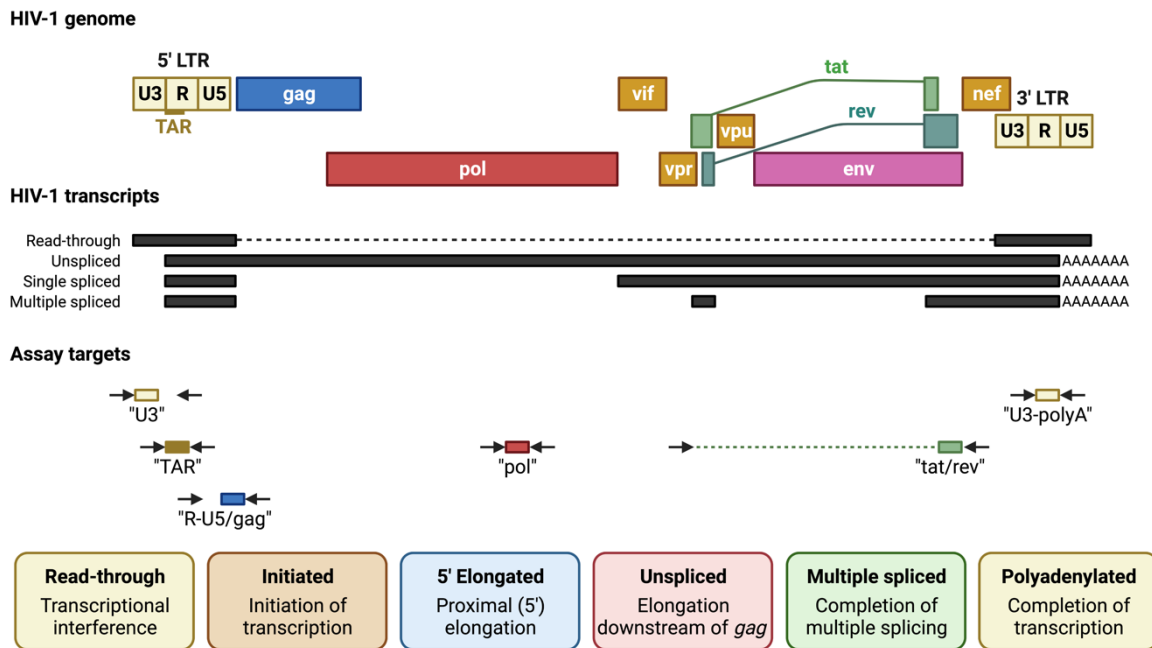 HIV-1 genome
5' LTR
U3 R U5
gag
TAR
pol
vif
vpr
vpu
tat
rev
env
nef
3' LTR
U3 R U5
HIV-1 transcripts
Read-through
Unspliced AAAAAAA
Single spliced AAAAAAA
Multiple spliced AAAAAAA
Assay targets
"U3"
"U3-polyA"
"TAR"
"pol"
"tat/rev"
"R-U5/gag"
Read-through
Transcriptional
interference
Initiated
Initiation of
transcription
5' Elongated
Proximal (5')
elongation
Unspliced
Elongation
downstream of gag
Multiple spliced
Completion of
multiple splicing
Polyadenylated
Completion of
transcription